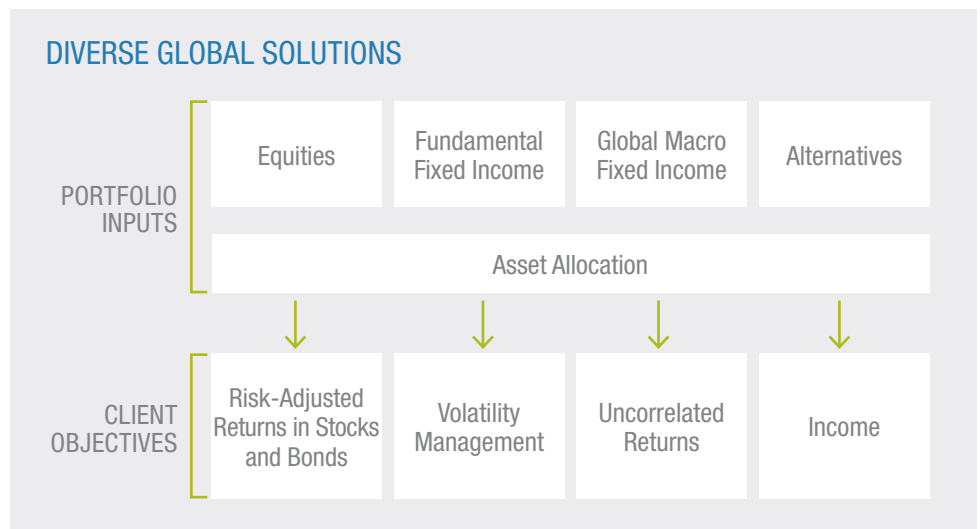 DIVERSE GLOBAL SOLUTIONS
PORTFOLIO
INPUTS
Equities
Fundamental
Fixed Income
Global Macro
Fixed Income
Alternatives
Asset Allocation
CLIENT
OBJECTIVES
Risk-Adjusted
Returns in Stocks
and Bonds
Volatility
Management
Uncorrelated
Returns
Income